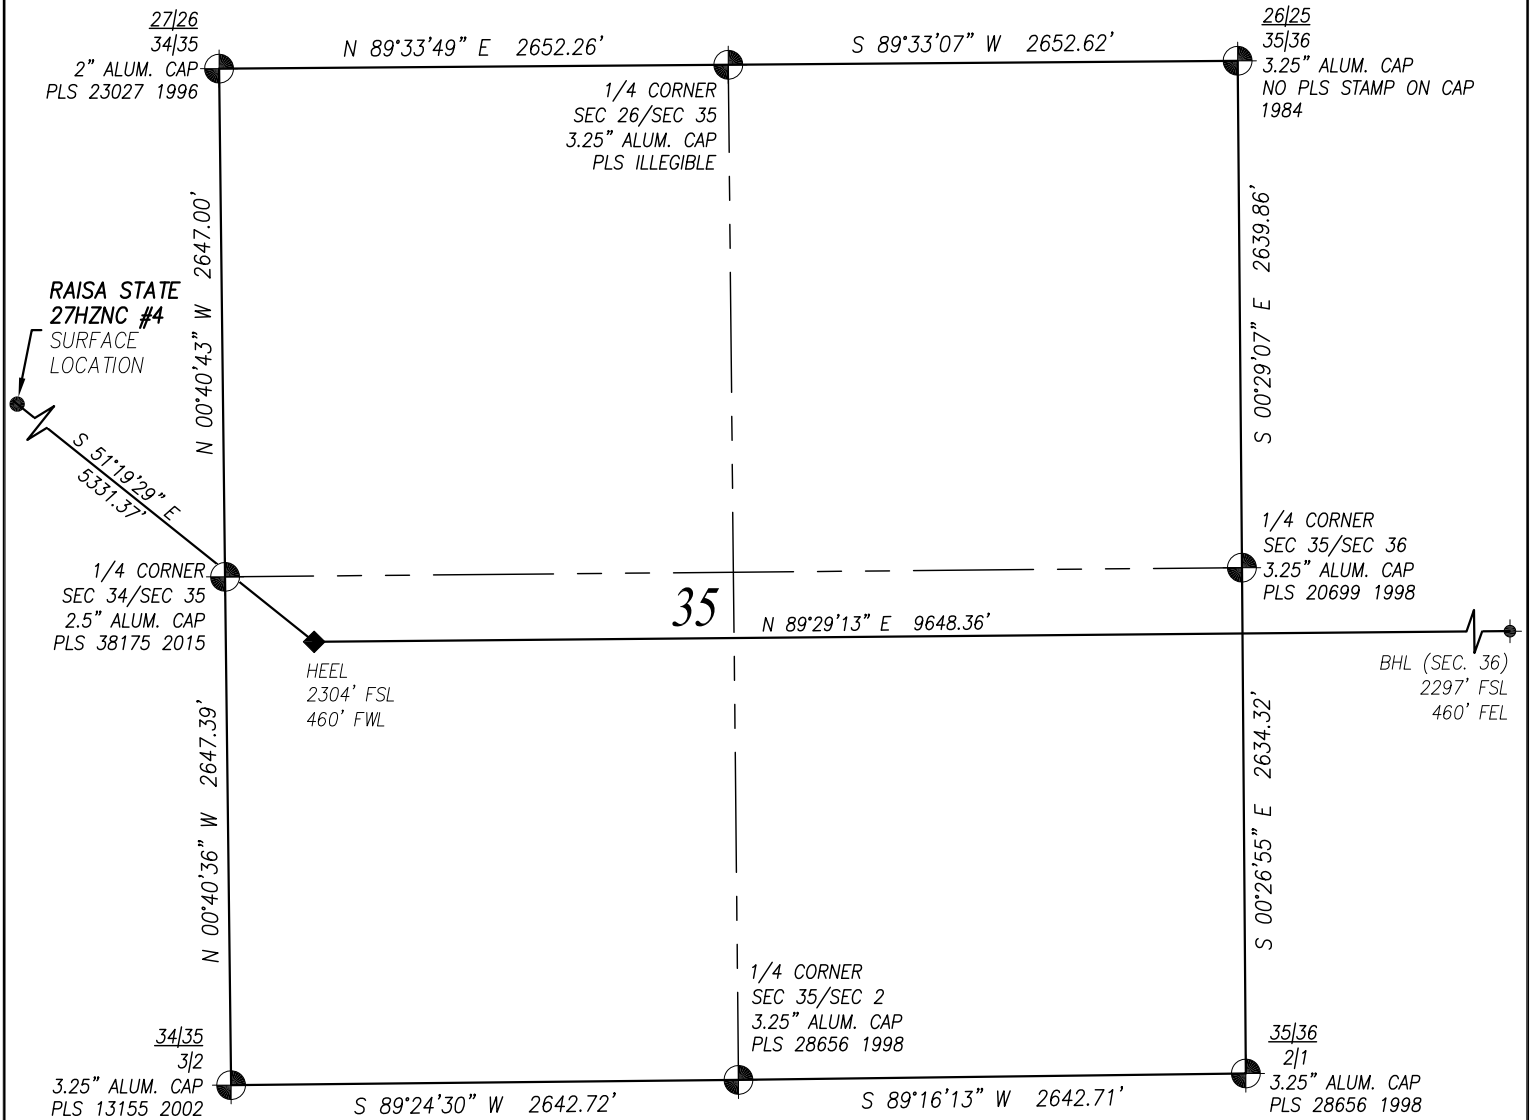 27|26
34|35
2" ALUM. CAP
PLS 23027 1996
N 89°33'49" E 2652.26'
S 89°33'07" W 2652.62'
26|25
35|36
3.25" ALUM. CAP
NO PLS STAMP ON CAP
1984
1/4 CORNER
SEC 26/SEC 35
3.25" ALUM. CAP
PLS ILLEGIBLE
N 00°40'43" W 2647.00'
S 00°29'07" E 2639.86'
RAISA STATE
27HZNC #4
SURFACE
LOCATION
S 51°19'29" E
5331.37'
1/4 CORNER
SEC 34/SEC 35
2.5" ALUM. CAP
PLS 38175 2015
1/4 CORNER
SEC 35/SEC 36
3.25" ALUM. CAP
PLS 20699 1998
35
N 89°29'13" E 9648.36'
HEEL
2304' FSL
460' FWL
BHL (SEC. 36)
2297' FSL
460' FEL
N 00°40'36" W 2647.39'
S 00°26'55" E 2634.32'
1/4 CORNER
SEC 35/SEC 2
3.25" ALUM. CAP
PLS 28656 1998
34|35
3|2
3.25" ALUM. CAP
PLS 13155 2002
S 89°24'30" W 2642.72'
S 89°16'13" W 2642.71'
35|36
2|1
3.25" ALUM. CAP
PLS 28656 1998